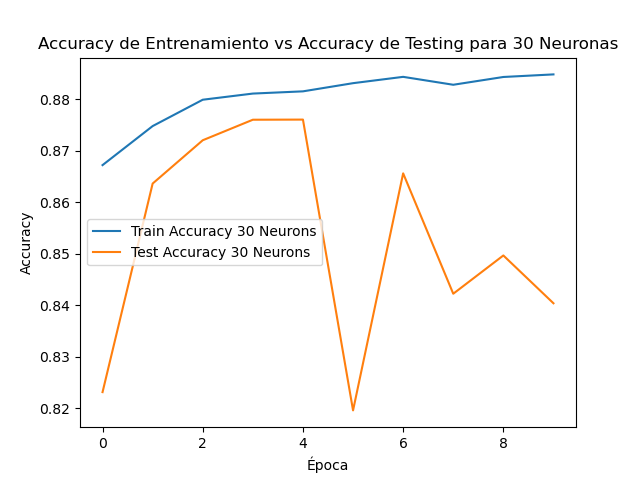 Accuracy de Entrenamiento vs Accuracy de Testing para 30 Neuronas
0.88
0.87
0.86
0.85
0.84
0.83
0.82
Accuracy
Train Accuracy 30 Neurons
Test Accuracy 30 Neurons
0 2 4 6 8
Época